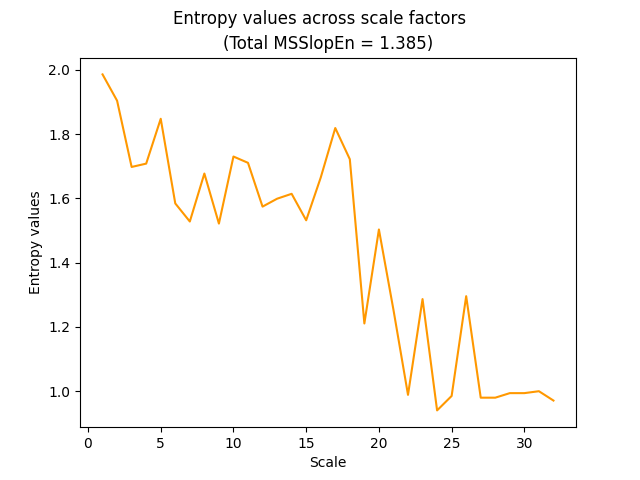 Entropy values across scale factors
(Total MSSlopEn = 1.385)
2.0
1.8
1.6
1.4
1.2
1.0
Entropy values
0 5 10 15 20 25 30
Scale